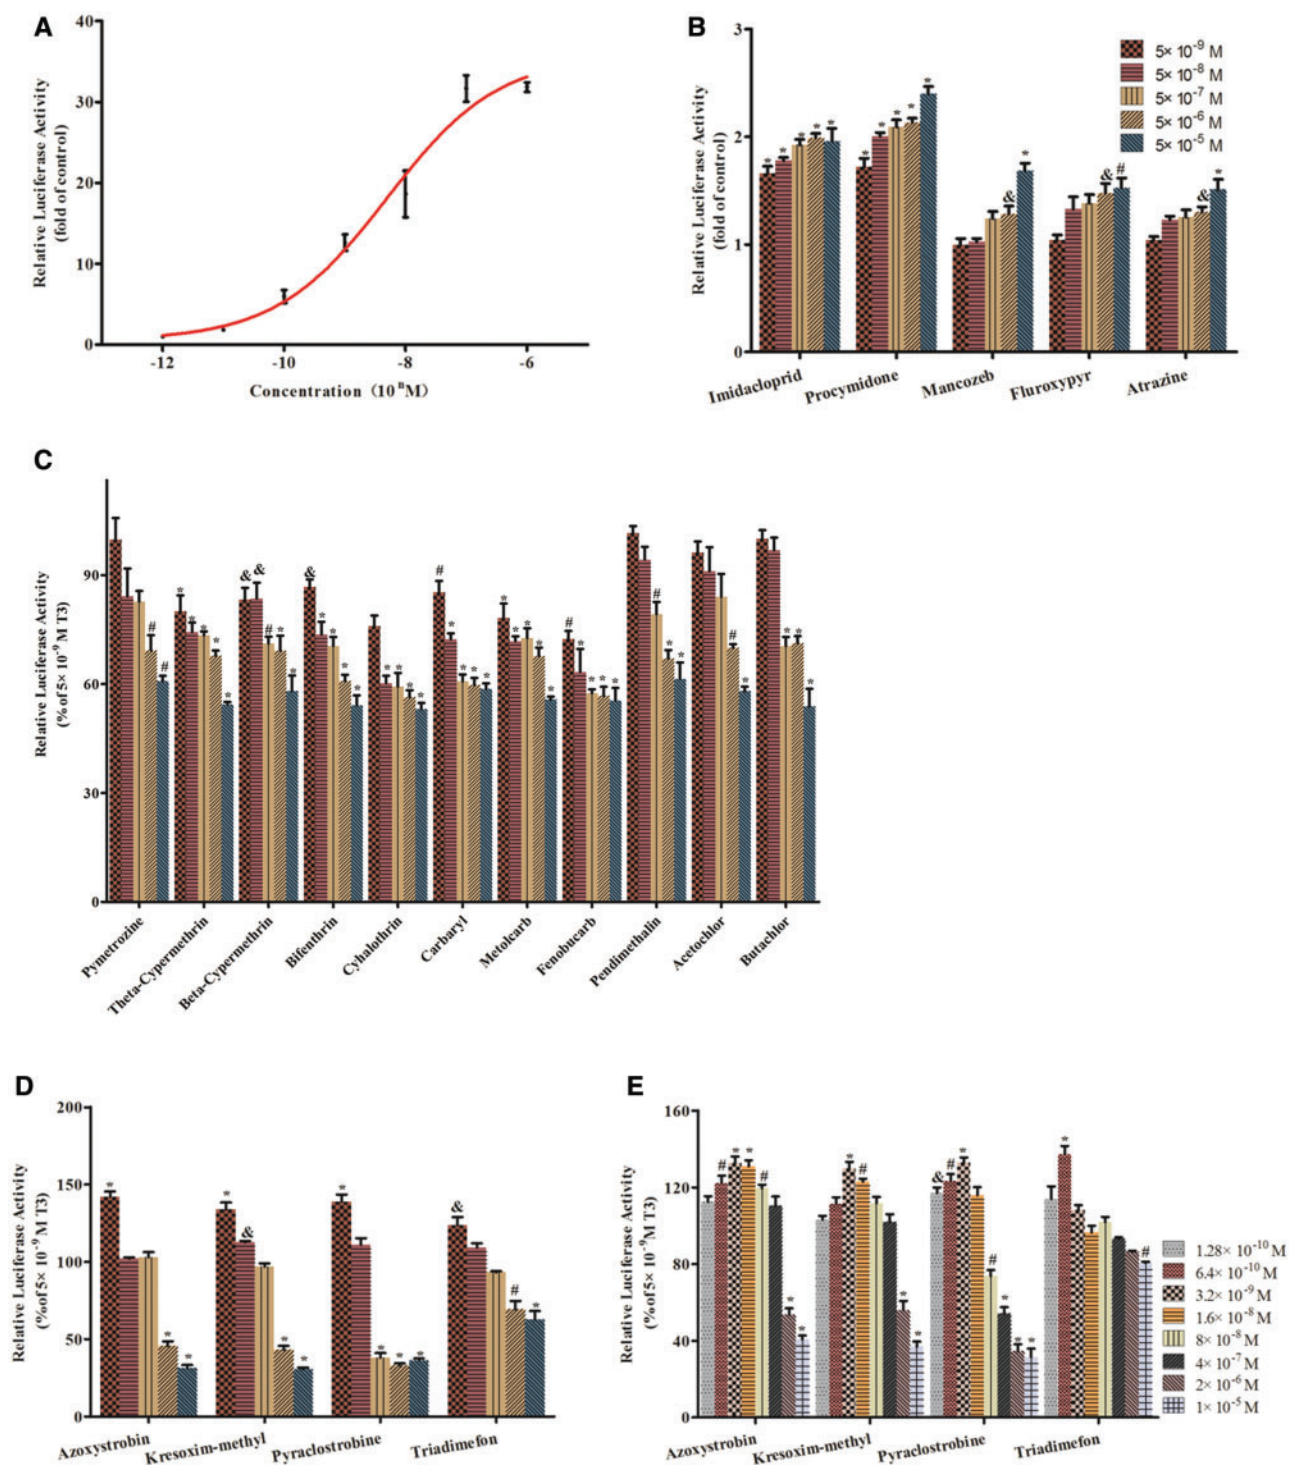 A
Relative Luciferase Activity
(fold of control)
40
30
20
10
0
-12
-10
-8
-6
Concentration (10ⁿM)
B
Relative Luciferase Activity
(fold of control)
3
2
1
0
5× 10⁻⁹ M
5× 10⁻⁸ M
5× 10⁻⁷ M
5× 10⁻⁶ M
5× 10⁻⁵ M
* * * * *
* * * * *
& *
& #
& *
Imidacloprid
Procymidone
Mancozeb
Fluroxypyr
Atrazine
C
Relative Luciferase Activity
(% of 5× 10⁻⁹ M T3)
90
60
30
0
# #
* * * * *
& & # * *
& * * * *
* * * *
# * * * *
* * * * *
# * * * *
# * *
# *
* * *
Pymetrozine
Theta-Cypermethrin
Beta-Cypermethrin
Bifenthrin
Cyhalothrin
Carbaryl
Metolcarb
Fenobucarb
Pendimethalin
Acetochlor
Butachlor
D
Relative Luciferase Activity
(% of 5× 10⁻⁹ M T3)
200
150
100
50
0
* * *
* & * *
* * * *
& # *
Azoxystrobin
Kresoxim-methyl
Pyraclostrobine
Triadimefon
E
Relative Luciferase Activity
(% of 5× 10⁻⁹ M T3)
160
120
80
40
0
# * * # * *
* # * *
& # * # * * *
* #
Azoxystrobin
Kresoxim-methyl
Pyraclostrobine
Triadimefon
1.28× 10⁻¹⁰ M
6.4× 10⁻¹⁰ M
3.2× 10⁻⁹ M
1.6× 10⁻⁸ M
8× 10⁻⁸ M
4× 10⁻⁷ M
2× 10⁻⁶ M
1× 10⁻⁵ M